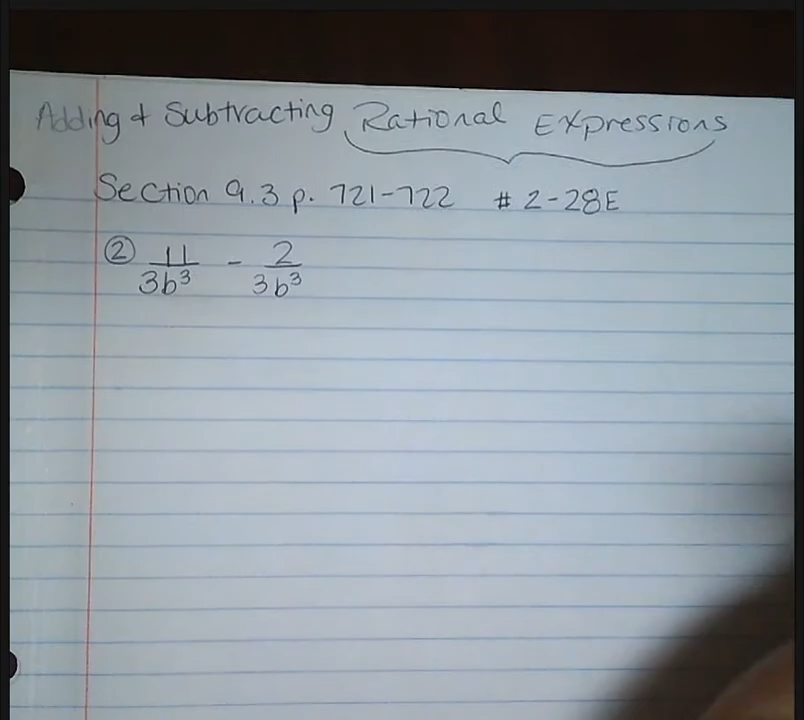 Adding & Subtracting Rational Expressions
Section 9.3 p. 721-722 # 2-28E
② 11/3b³ - 2/3b³